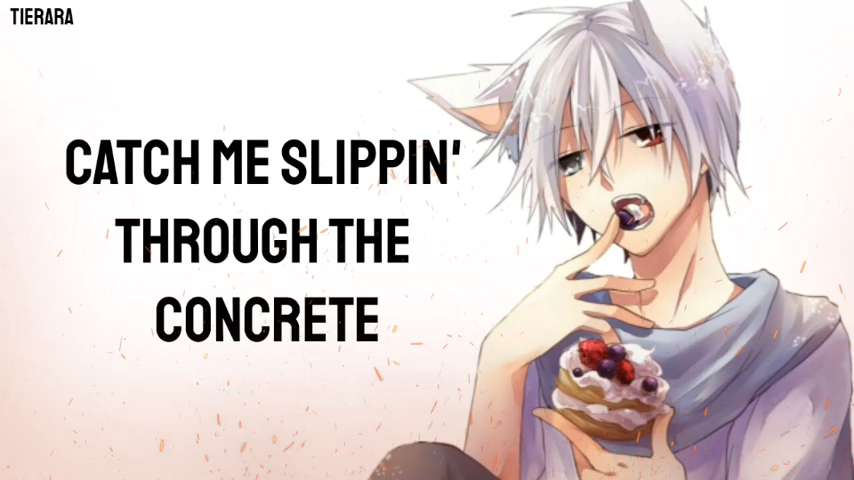 TIERARA
CATCH ME SLIPPIN'
THROUGH THE
CONCRETE